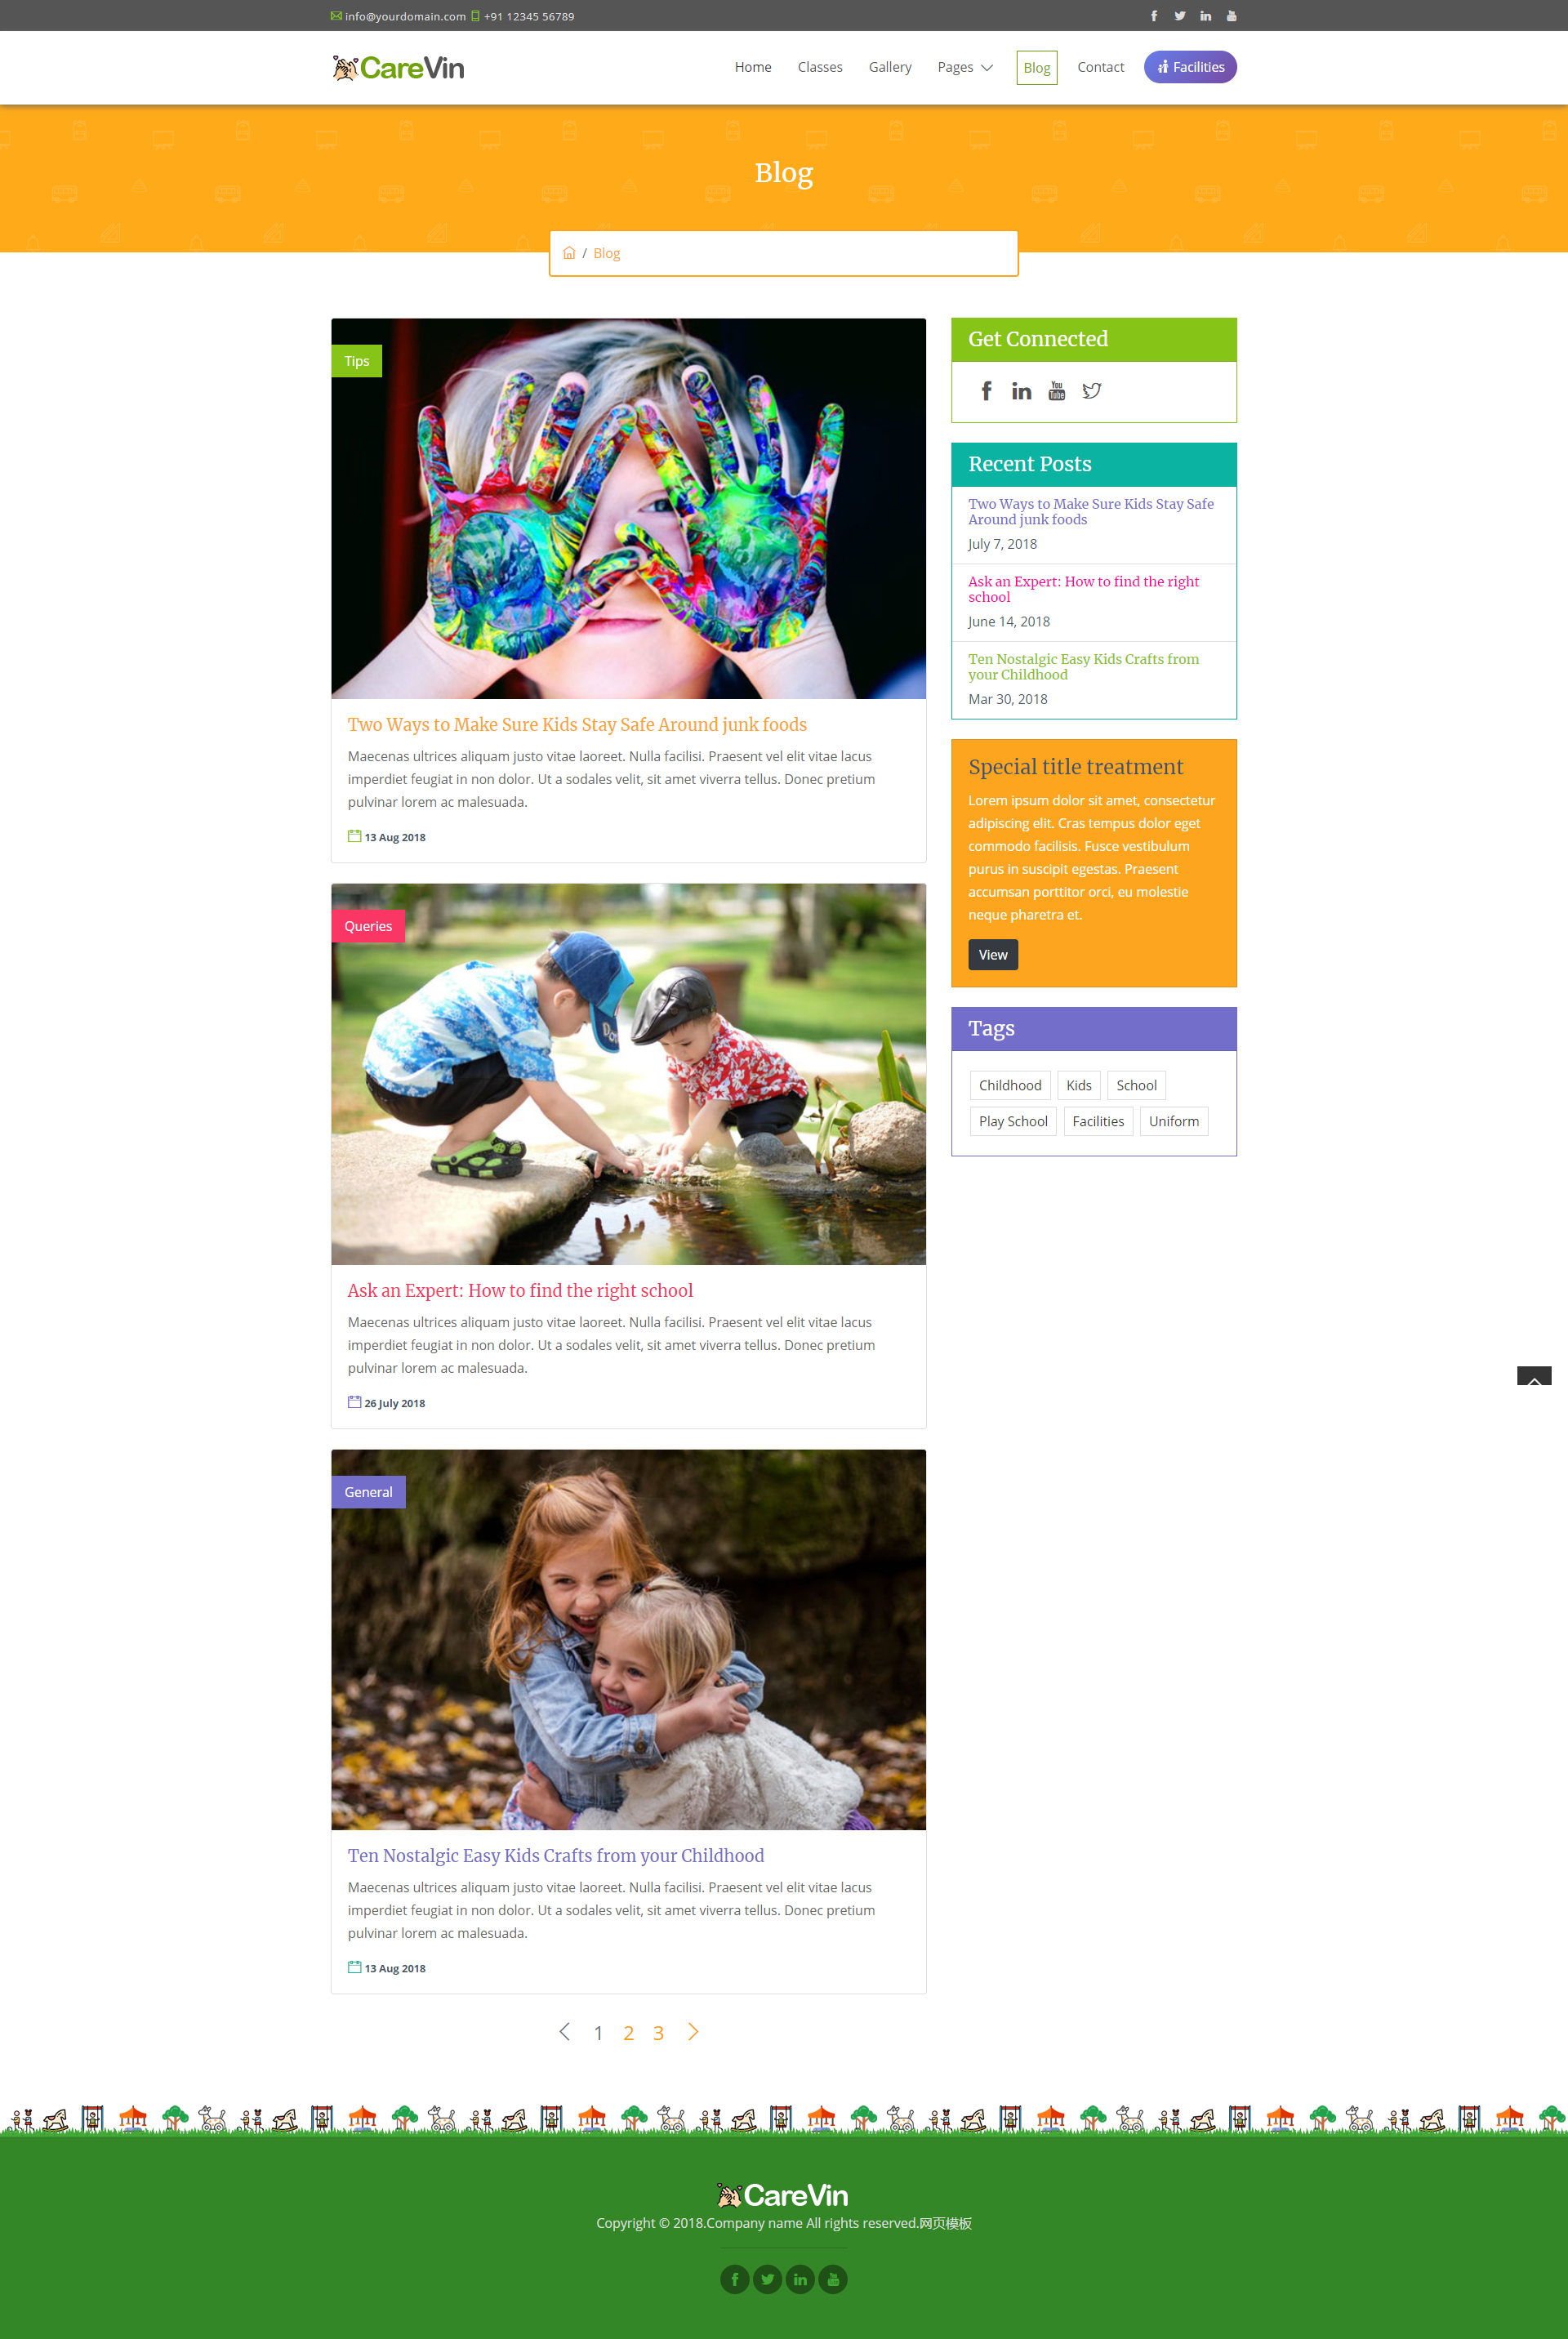 info@yourdomain.com +91 12345 56789
CareVin
Home Classes Gallery Pages Blog Contact Facilities
Blog
/ Blog
Tips
Two Ways to Make Sure Kids Stay Safe Around junk foods
Maecenas ultrices aliquam justo vitae laoreet. Nulla facilisi. Praesent vel elit vitae lacus
imperdiet feugiat in non dolor. Ut a sodales velit, sit amet viverra tellus. Donec pretium
pulvinar lorem ac malesuada.
13 Aug 2018
Queries
Ask an Expert: How to find the right school
Maecenas ultrices aliquam justo vitae laoreet. Nulla facilisi. Praesent vel elit vitae lacus
imperdiet feugiat in non dolor. Ut a sodales velit, sit amet viverra tellus. Donec pretium
pulvinar lorem ac malesuada.
26 July 2018
General
Ten Nostalgic Easy Kids Crafts from your Childhood
Maecenas ultrices aliquam justo vitae laoreet. Nulla facilisi. Praesent vel elit vitae lacus
imperdiet feugiat in non dolor. Ut a sodales velit, sit amet viverra tellus. Donec pretium
pulvinar lorem ac malesuada.
13 Aug 2018
1 2 3
Get Connected
You
Tube
Recent Posts
Two Ways to Make Sure Kids Stay Safe
Around junk foods
July 7, 2018
Ask an Expert: How to find the right
school
June 14, 2018
Ten Nostalgic Easy Kids Crafts from
your Childhood
Mar 30, 2018
Special title treatment
Lorem ipsum dolor sit amet, consectetur
adipiscing elit. Cras tempus dolor eget
commodo facilisis. Fusce vestibulum
purus in suscipit egestas. Praesent
accumsan porttitor orci, eu molestie
neque pharetra et.
View
Tags
Childhood Kids School
Play School Facilities Uniform
CareVin
Copyright © 2018.Company name All rights reserved.网页模板